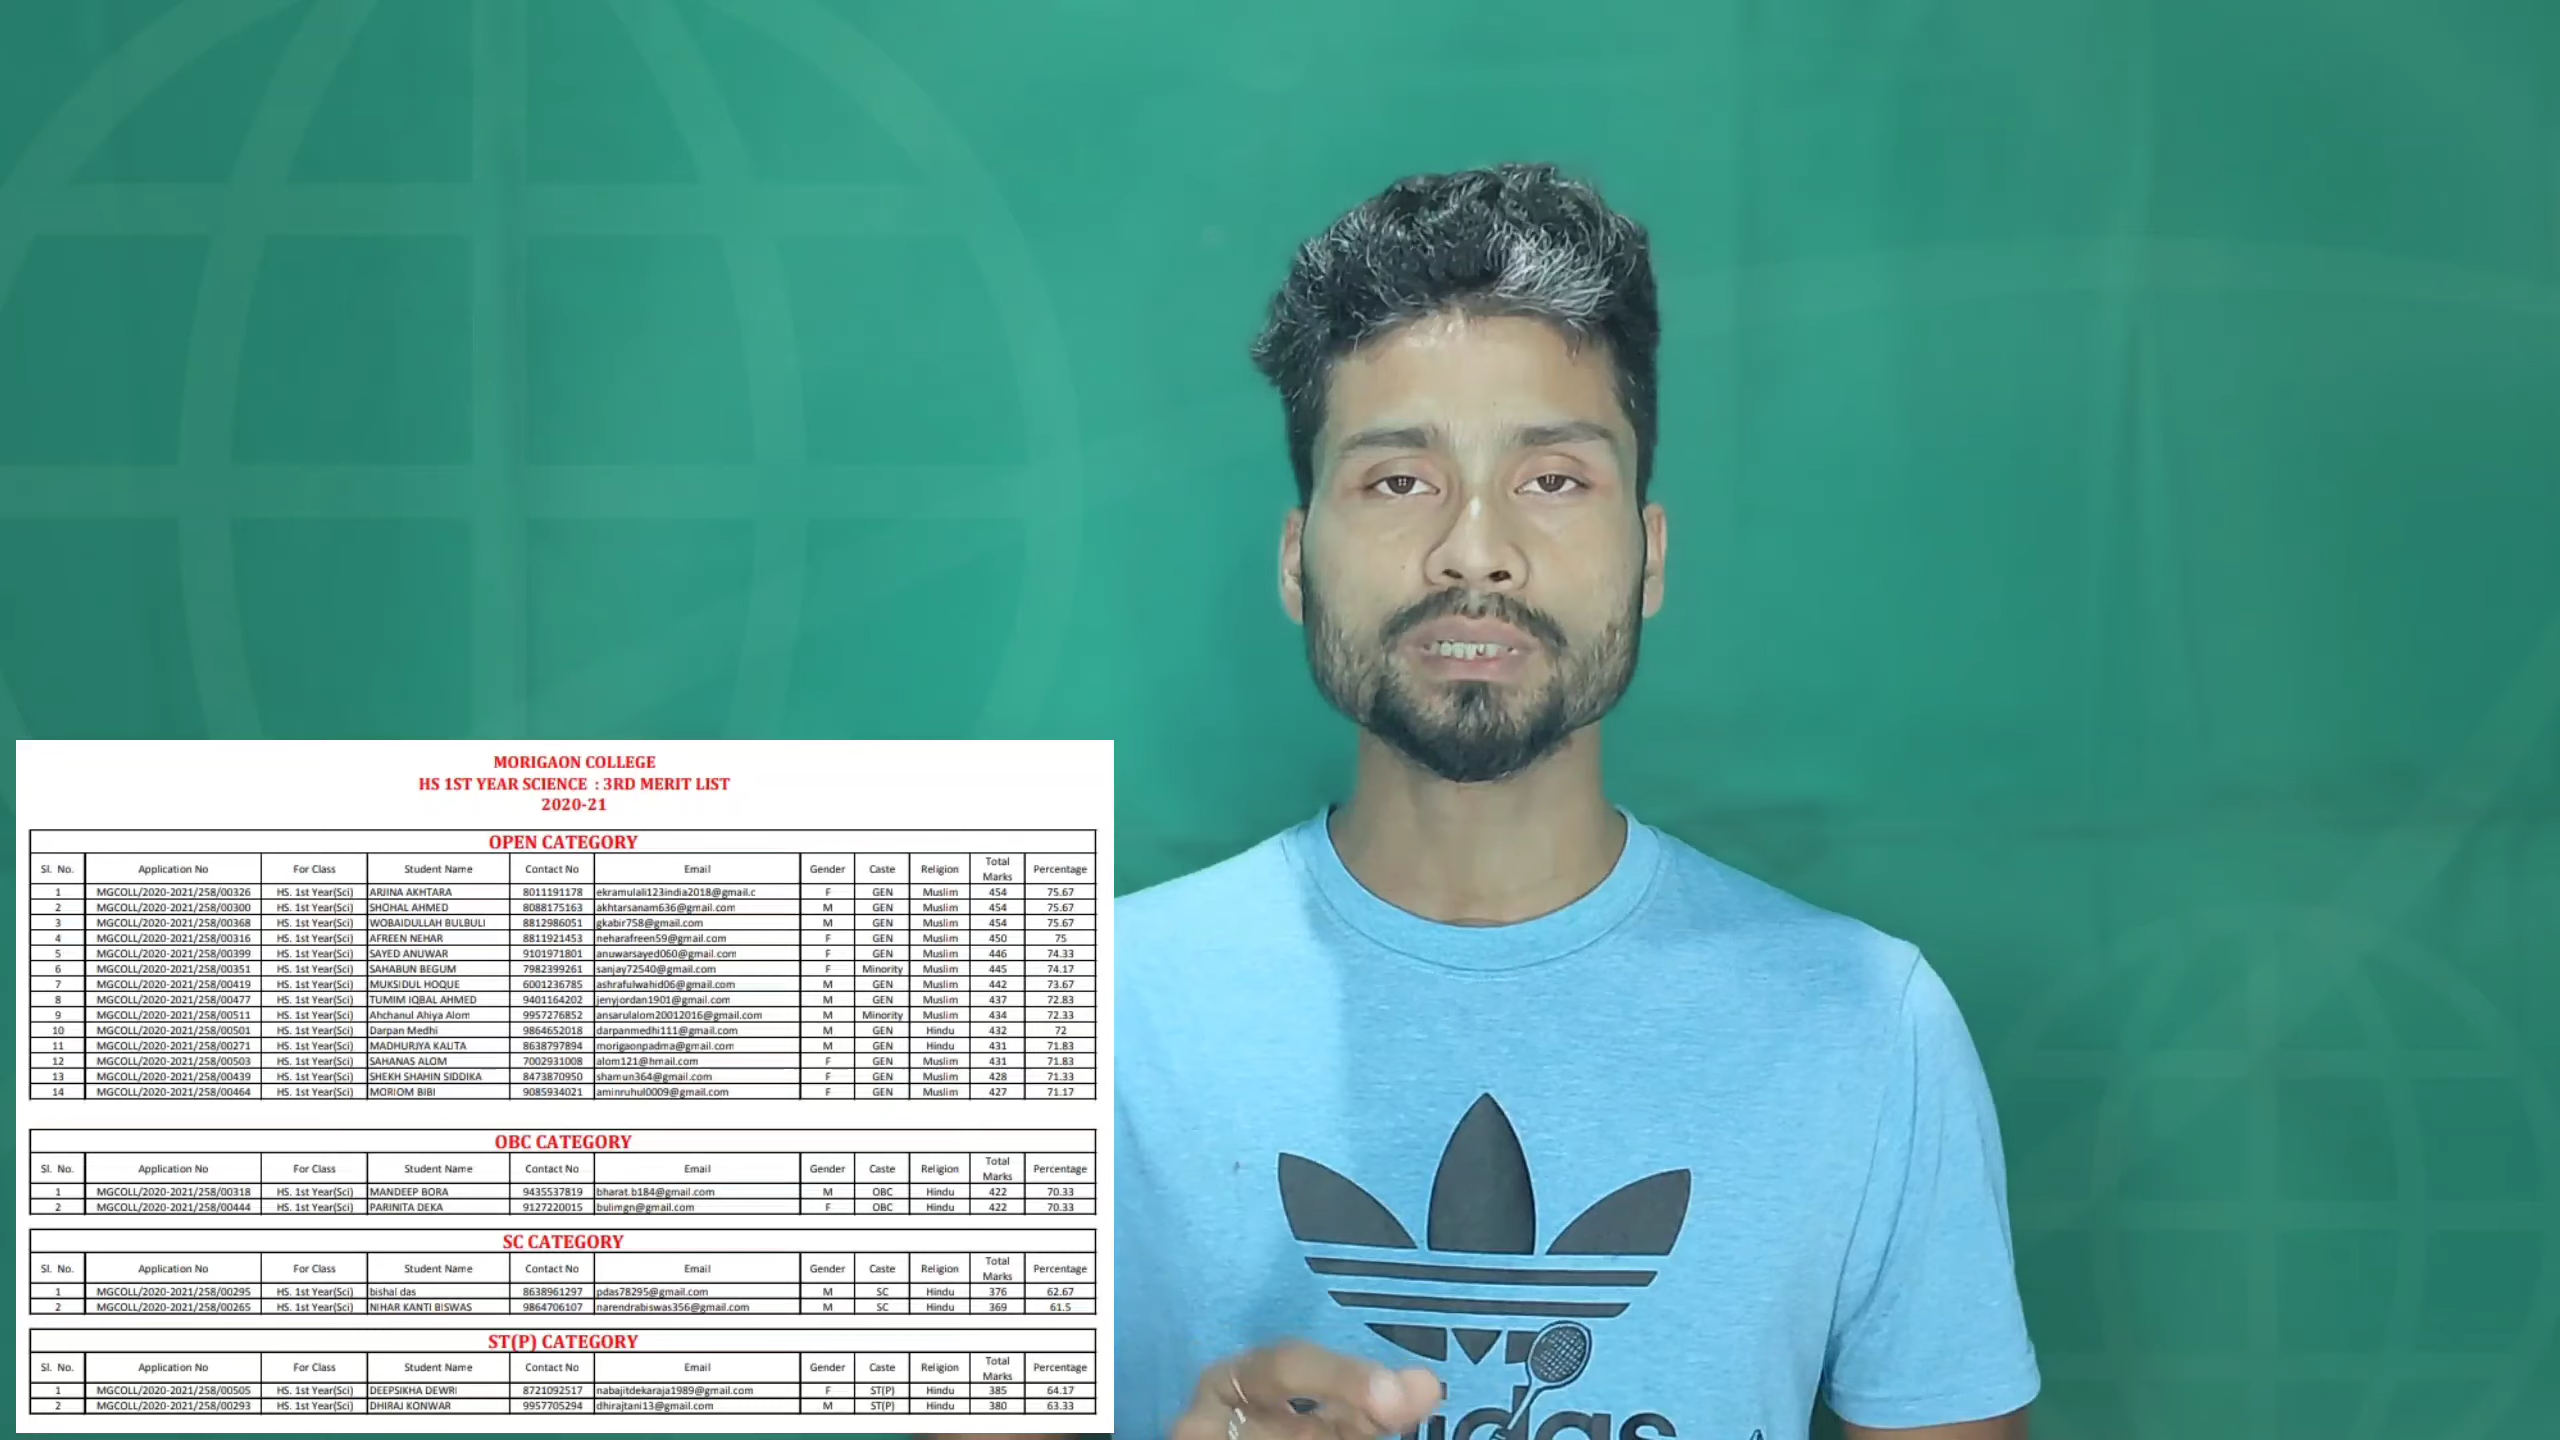 MORIGAON COLLEGE
HS 1ST YEAR SCIENCE : 3RD MERIT LIST
2020-21
OPEN CATEGORY
Sl. No. Application No For Class Student Name Contact No Email Gender Caste Religion Total Marks Percentage
1 MGCOLL/2020-2021/258/00326 HS. 1st Year(Sci) ARJINA AKHTARA 8011191178 ekramulali123india2018@gmail.c F GEN Muslim 454 75.67
2 MGCOLL/2020-2021/258/00300 HS. 1st Year(Sci) SHOHAL AHMED 8088175163 akhtarsanam636@gmail.com M GEN Muslim 454 75.67
3 MGCOLL/2020-2021/258/00368 HS. 1st Year(Sci) WOBAIDULLAH BULBULI 8812986051 gkabir758@gmail.com M GEN Muslim 454 75.67
4 MGCOLL/2020-2021/258/00316 HS. 1st Year(Sci) AFREEN NEHAR 8811921453 neharafreen59@gmail.com F GEN Muslim 450 75
5 MGCOLL/2020-2021/258/00399 HS. 1st Year(Sci) SAYED ANUWAR 9101971801 anuwarsayed060@gmail.com F GEN Muslim 446 74.33
6 MGCOLL/2020-2021/258/00351 HS. 1st Year(Sci) SAHABUN BEGUM 7982399261 sanjay72540@gmail.com F Minority Muslim 445 74.17
7 MGCOLL/2020-2021/258/00419 HS. 1st Year(Sci) MUKSIDUL HOQUE 6001236785 ashrafulwahid06@gmail.com M GEN Muslim 442 73.67
8 MGCOLL/2020-2021/258/00477 HS. 1st Year(Sci) TUMIM IQBAL AHMED 9401164202 jenyjordan1901@gmail.com M GEN Muslim 437 72.83
9 MGCOLL/2020-2021/258/00511 HS. 1st Year(Sci) Ahchanul Ahiya Alom 9957276852 ansarulalom20012016@gmail.com M Minority Muslim 434 72.33
10 MGCOLL/2020-2021/258/00501 HS. 1st Year(Sci) Darpan Medhi 9864652018 darpanmedhi111@gmail.com M GEN Hindu 432 72
11 MGCOLL/2020-2021/258/00271 HS. 1st Year(Sci) MADHURJYA KALITA 8638797894 morigaonpadma@gmail.com M GEN Hindu 431 71.83
12 MGCOLL/2020-2021/258/00503 HS. 1st Year(Sci) SAHANAS ALOM 7002931008 alom121@hmail.com F GEN Muslim 431 71.83
13 MGCOLL/2020-2021/258/00439 HS. 1st Year(Sci) SHEKH SHAHIN SIDDIKA 8473870950 shamun364@gmail.com F GEN Muslim 428 71.33
14 MGCOLL/2020-2021/258/00464 HS. 1st Year(Sci) MORIOM BIBI 9085934021 aminruhul0009@gmail.com F GEN Muslim 427 71.17
OBC CATEGORY
Sl. No. Application No For Class Student Name Contact No Email Gender Caste Religion Total Marks Percentage
1 MGCOLL/2020-2021/258/00318 HS. 1st Year(Sci) MANDEEP BORA 9435537819 bharat.b184@gmail.com M OBC Hindu 422 70.33
2 MGCOLL/2020-2021/258/00444 HS. 1st Year(Sci) PARINITA DEKA 9127220015 bulimgn@gmail.com F OBC Hindu 422 70.33
SC CATEGORY
Sl. No. Application No For Class Student Name Contact No Email Gender Caste Religion Total Marks Percentage
1 MGCOLL/2020-2021/258/00295 HS. 1st Year(Sci) bishal das 8638961297 pdas78295@gmail.com M SC Hindu 376 62.67
2 MGCOLL/2020-2021/258/00265 HS. 1st Year(Sci) NIHAR KANTI BISWAS 9864706107 narendrabiswas356@gmail.com M SC Hindu 369 61.5
ST(P) CATEGORY
Sl. No. Application No For Class Student Name Contact No Email Gender Caste Religion Total Marks Percentage
1 MGCOLL/2020-2021/258/00505 HS. 1st Year(Sci) DEEPSIKHA DEWRI 8721092517 nabajitdekaraja1989@gmail.com F ST(P) Hindu 385 64.17
2 MGCOLL/2020-2021/258/00293 HS. 1st Year(Sci) DHIRAJ KONWAR 9957705294 dhirajtani13@gmail.com M ST(P) Hindu 380 63.33